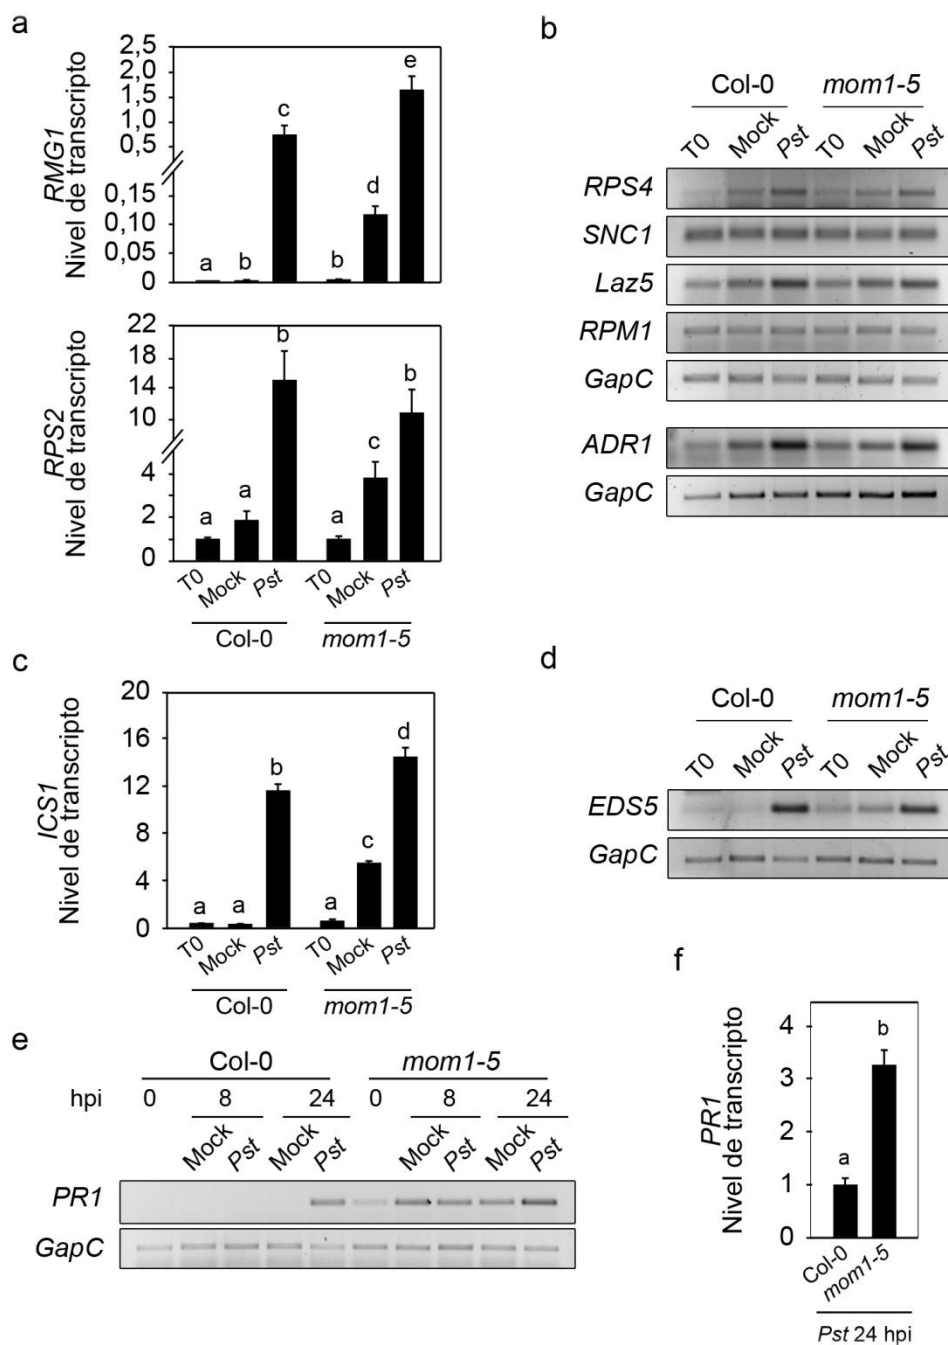 a
RMG1
Nivel de transcripto
2,5
2,0
1,5
1,0
0,5
0,15
0,10
0,05
0
a b c b d e
RPS2
Nivel de transcripto
22
18
14
10
4
2
0
a a b a c b
T0 Mock Pst T0 Mock Pst
Col-0 mom1-5
b
Col-0 mom1-5
T0 Mock Pst T0 Mock Pst
RPS4
SNC1
Laz5
RPM1
GapC
ADR1
GapC
c
ICS1
Nivel de transcripto
20
16
12
8
4
0
a a b a c d
T0 Mock Pst T0 Mock Pst
Col-0 mom1-5
d
Col-0 mom1-5
T0 Mock Pst T0 Mock Pst
EDS5
GapC
e
Col-0 mom1-5
hpi 0 8 24 0 8 24
Mock Pst Mock Pst Mock Pst Mock Pst
PR1
GapC
f
PR1
Nivel de transcripto
4
3
2
1
0
a b
Col-0 mom1-5
Pst 24 hpi